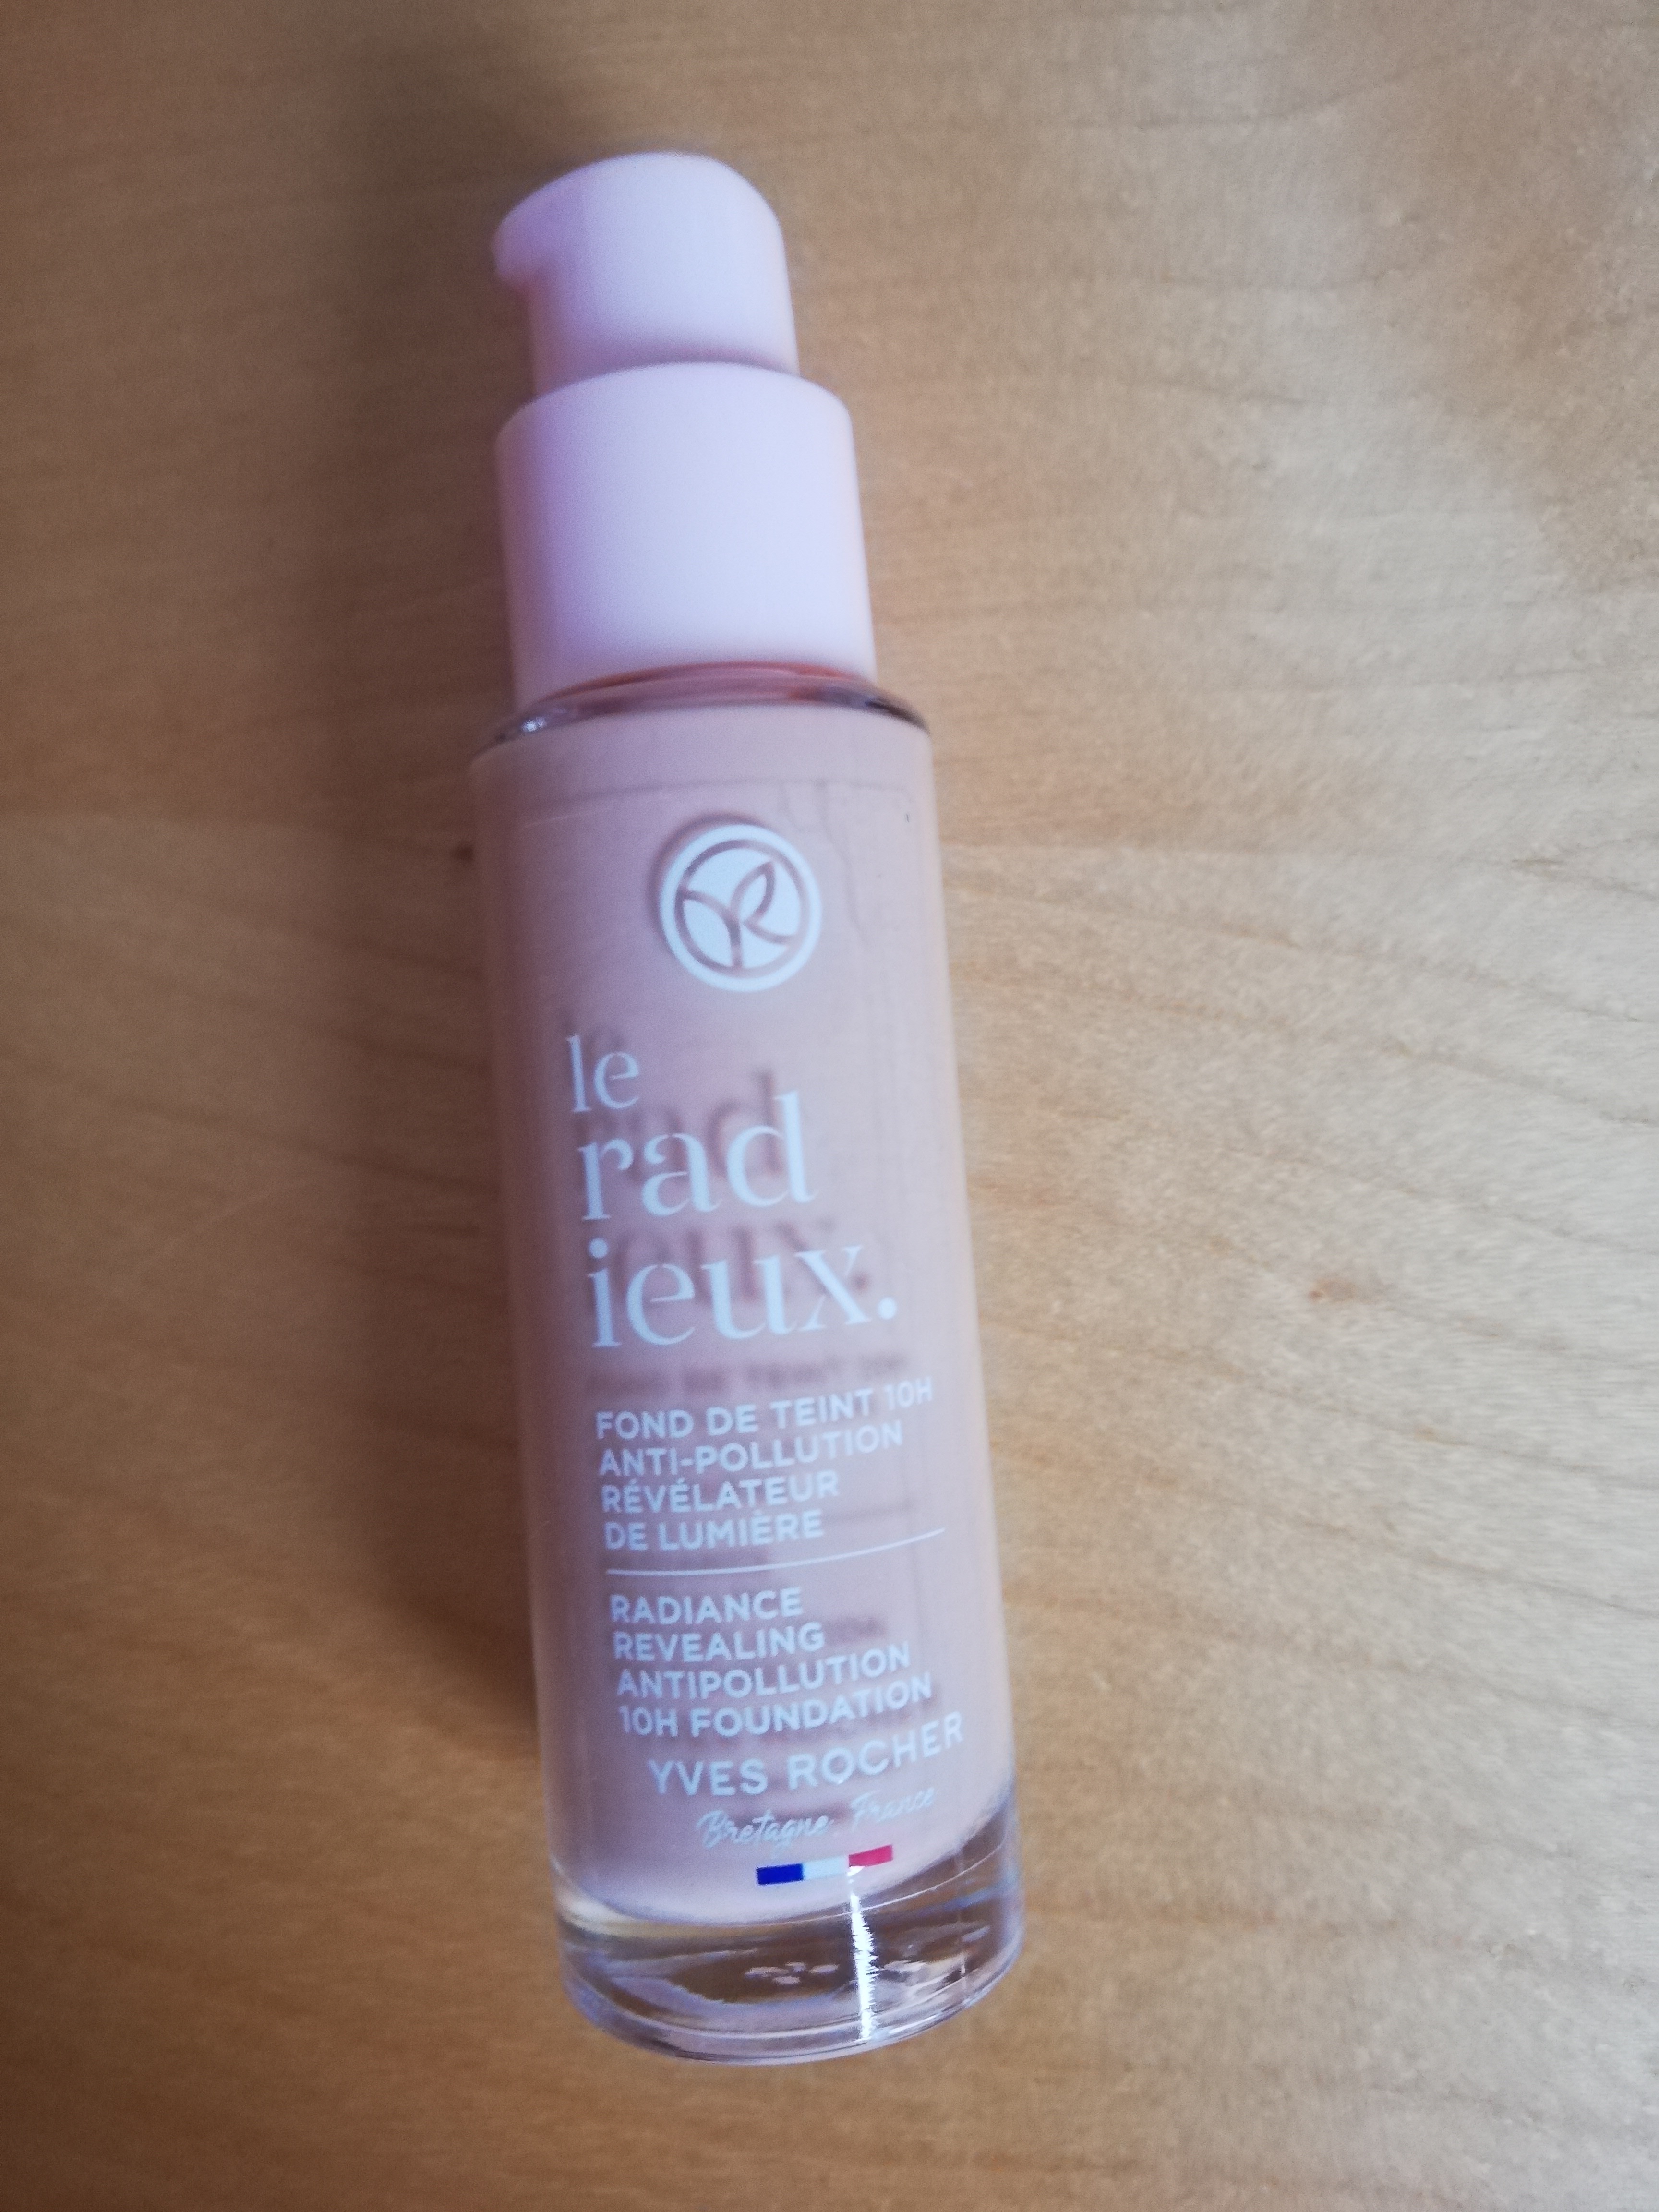 YR
le
rad
ieux.
FOND DE TEINT 10H
ANTI-POLLUTION
RÉVÉLATEUR
DE LUMIÈRE
RADIANCE
REVEALING
ANTIPOLLUTION
10H FOUNDATION
YVES ROCHER
Bretagne France